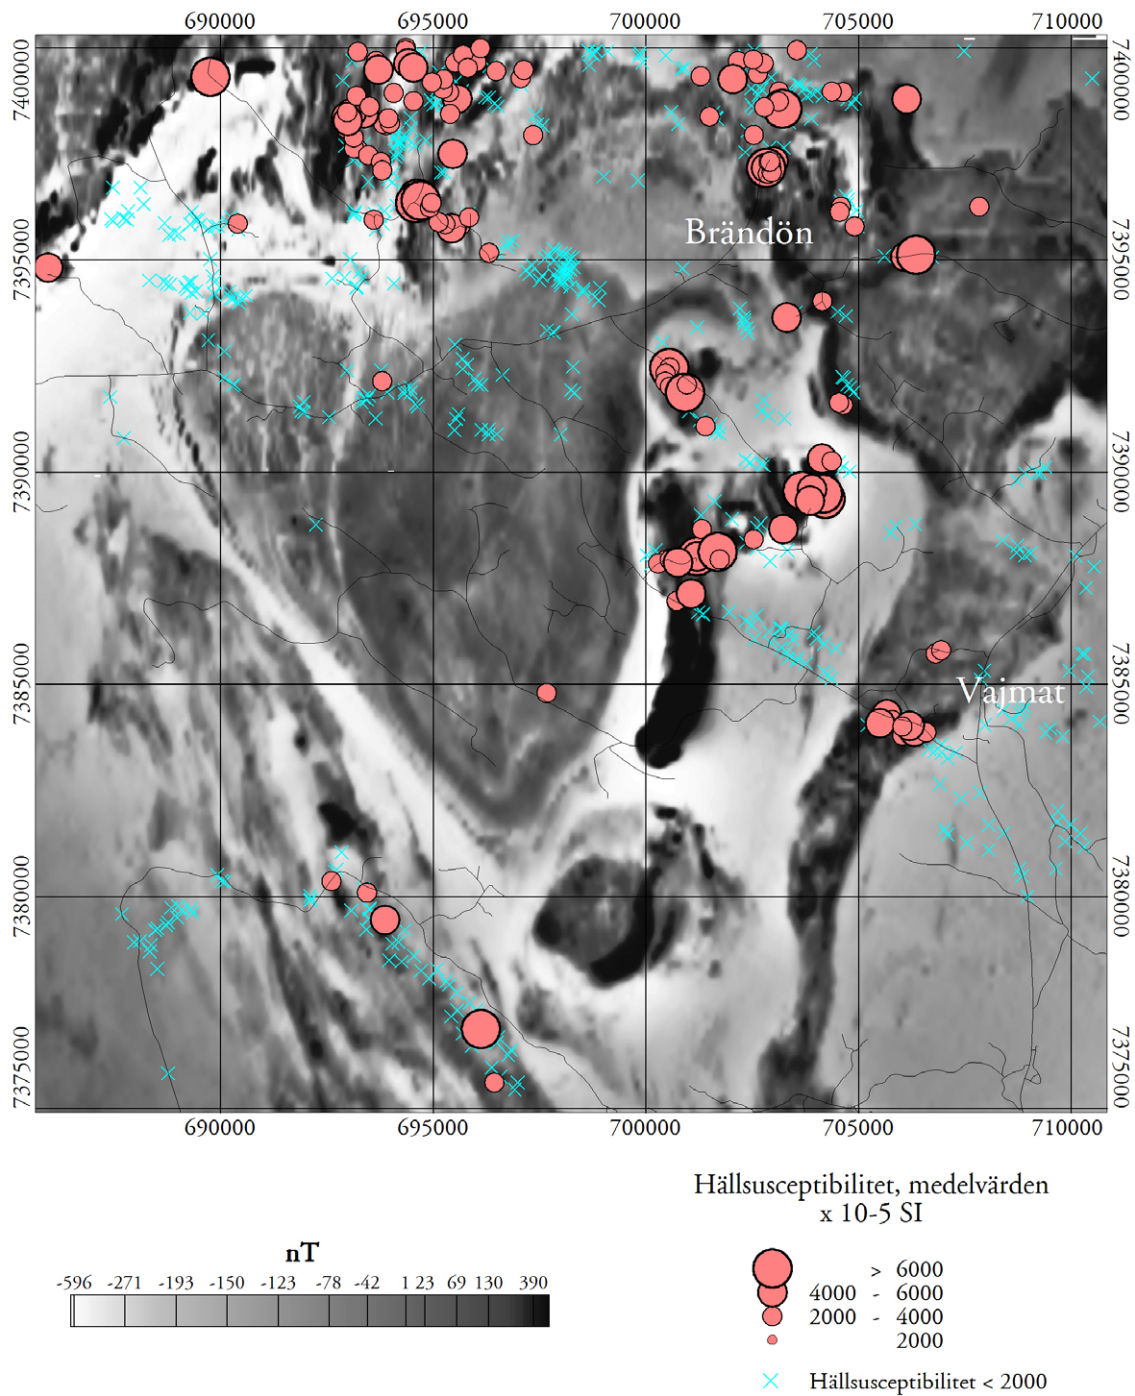 690000 695000 700000 705000 710000
7400000 7400000
7395000 7395000
7390000 7390000
7385000 7385000
7380000 7380000
7375000 7375000
Brändön
Vajmat
690000 695000 700000 705000 710000
Hällsusceptibilitet, medelvärden
x 10-5 SI
nT
-596 -271 -193 -150 -123 -78 -42 1 23 69 130 390
> 6000
4000 - 6000
2000 - 4000
2000
Hällsusceptibilitet < 2000